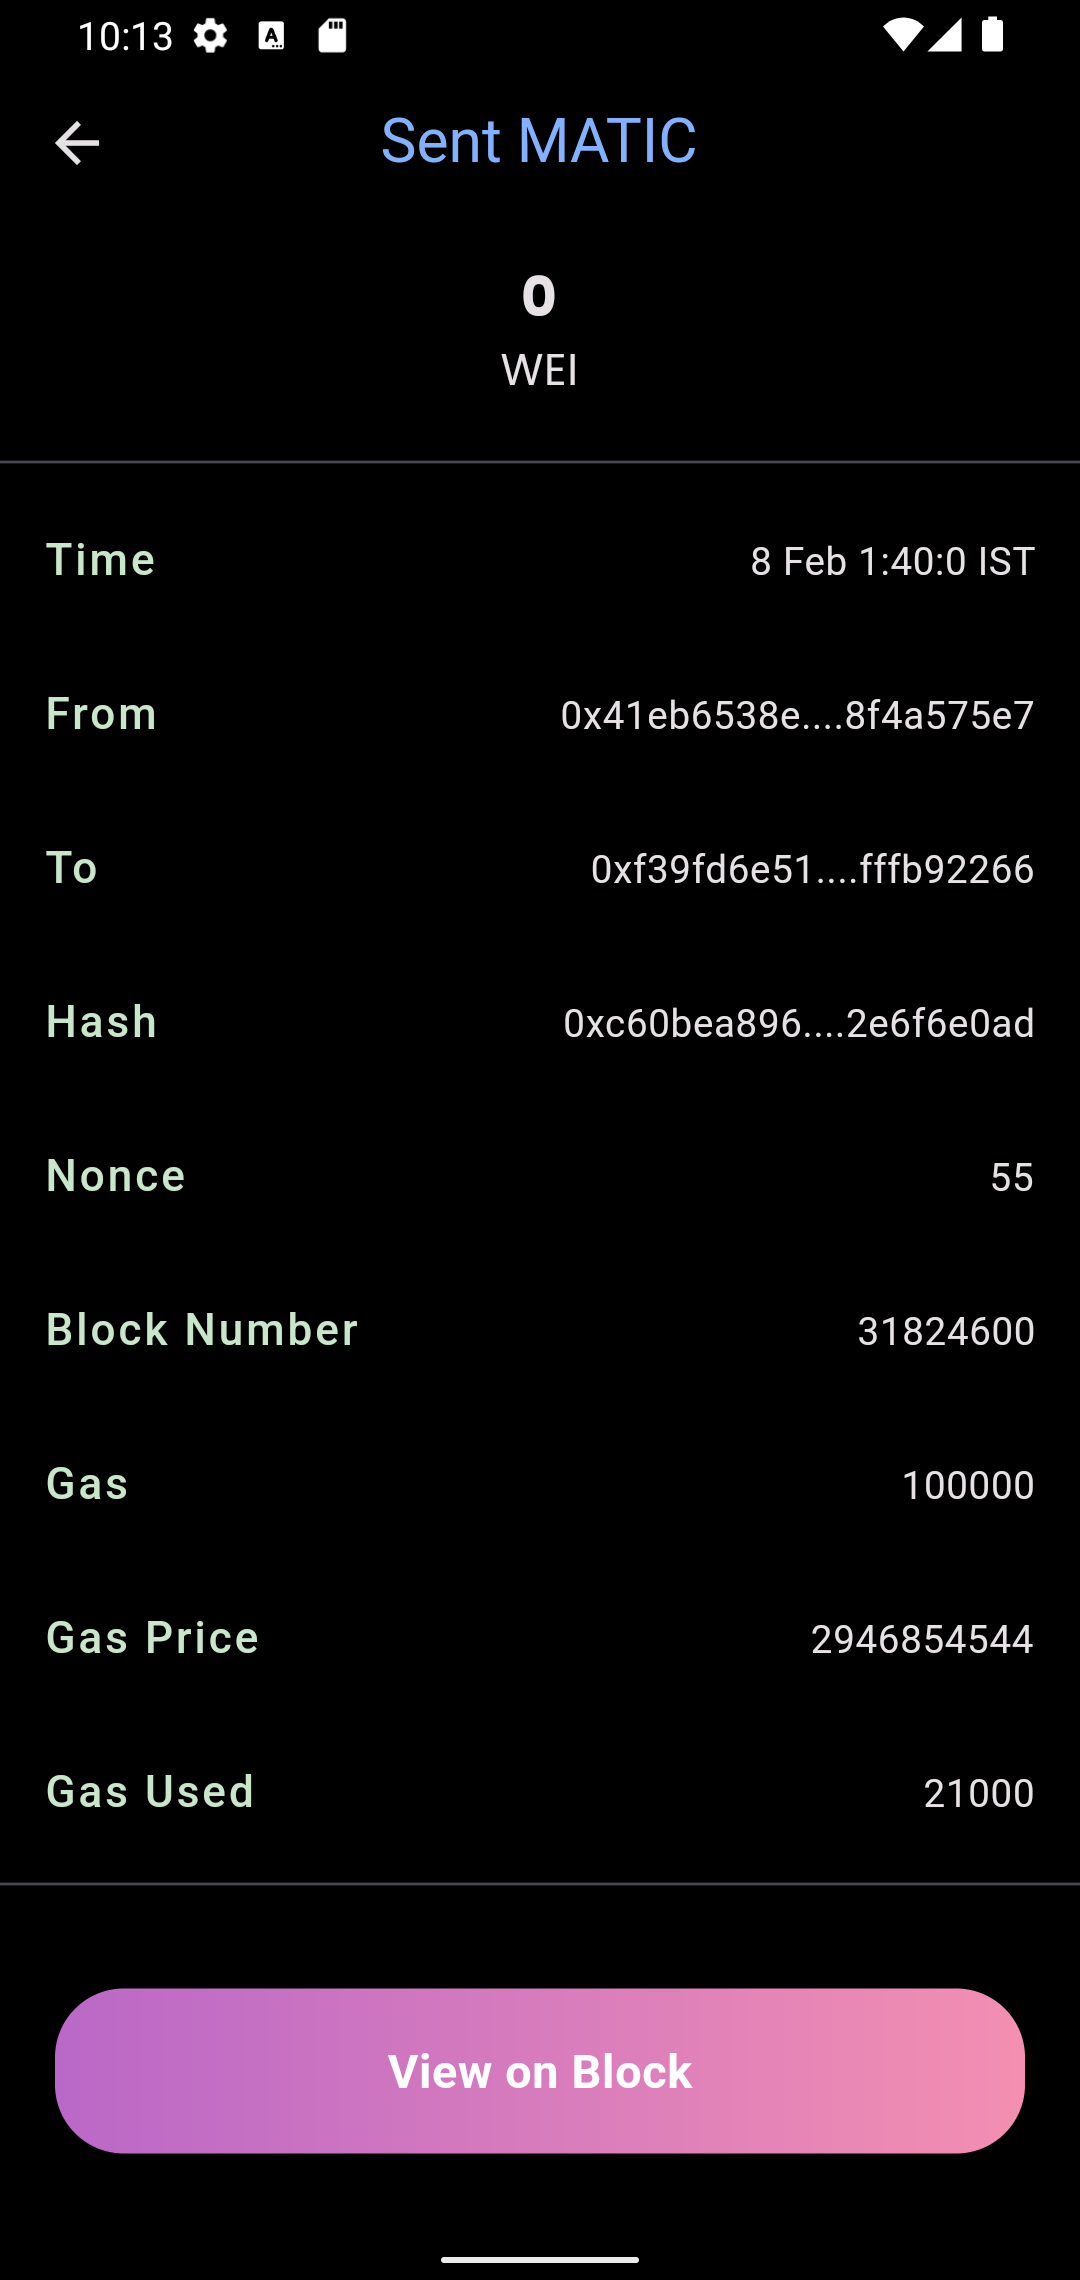 10:13
Sent MATIC
0
WEI
Time 8 Feb 1:40:0 IST
From 0x41eb6538e....8f4a575e7
To 0xf39fd6e51....fffb92266
Hash 0xc60bea896....2e6f6e0ad
Nonce 55
Block Number 31824600
Gas 100000
Gas Price 2946854544
Gas Used 21000
View on Block